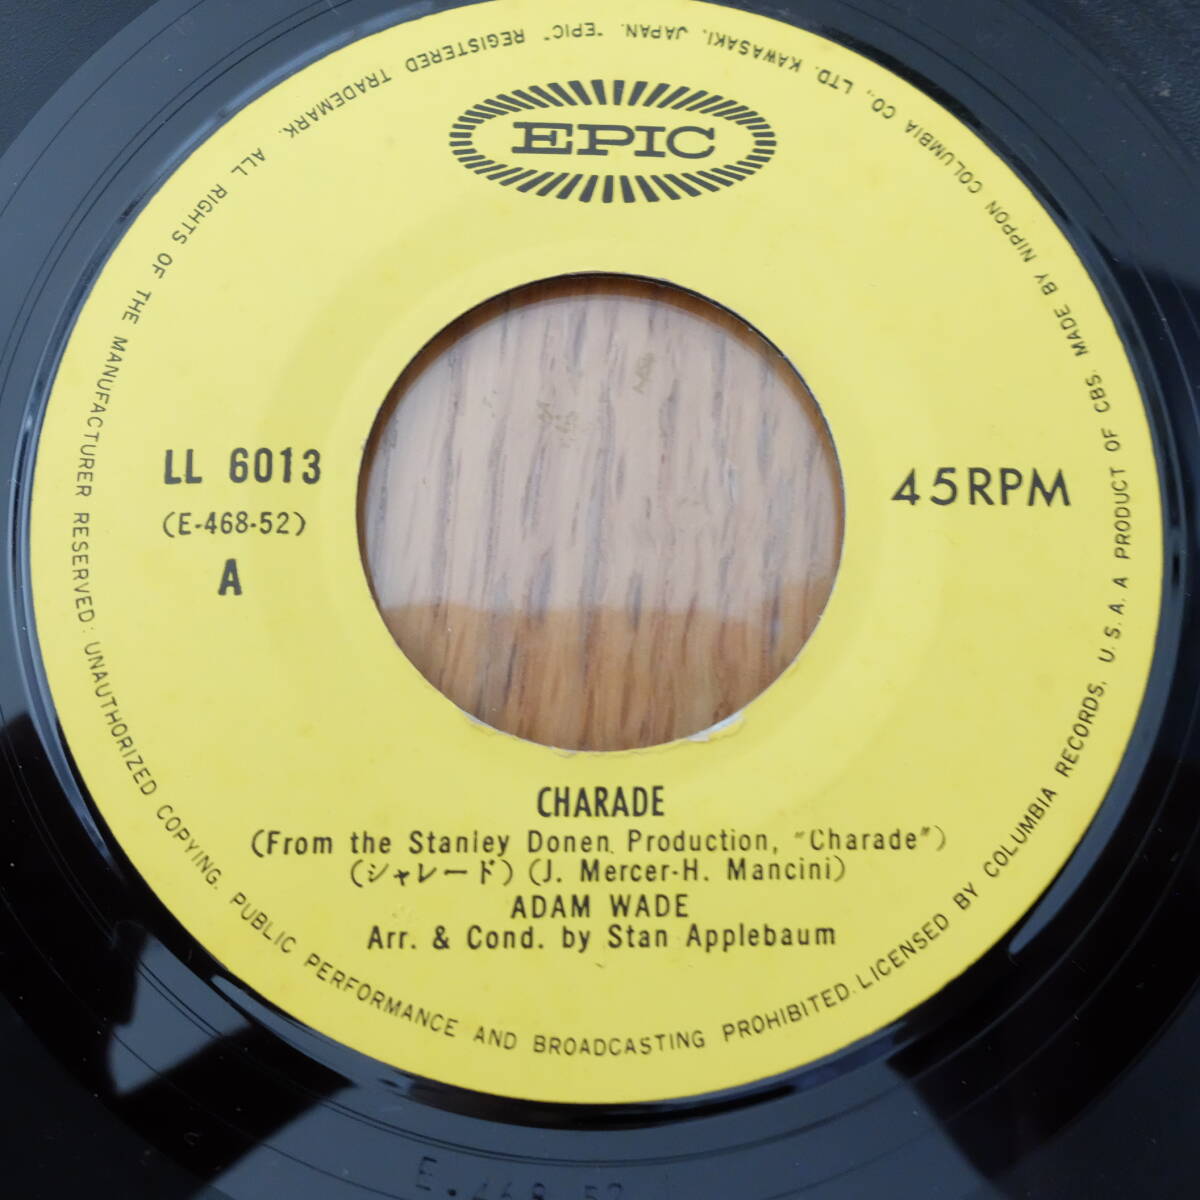 EPIC
LL 6013
(E-468-52)
A
45RPM
CHARADE
(From the Stanley Donen Production, "Charade")
(シャレード) (J. Mercer-H. Mancini)
ADAM WADE
Arr. & Cond. by Stan Applebaum
"EPIC" REGISTERED TRADEMARK. ALL RIGHTS OF THE MANUFACTURER RESERVED: UNAUTHORIZED COPYING. PUBLIC PERFORMANCE AND BROADCASTING PROHIBITED. LICENSED BY COLUMBIA RECORDS, U.S.A. A PRODUCT OF CBS. MADE BY NIPPON COLUMBIA CO., LTD. KAWASAKI, JAPAN.
E.468.52